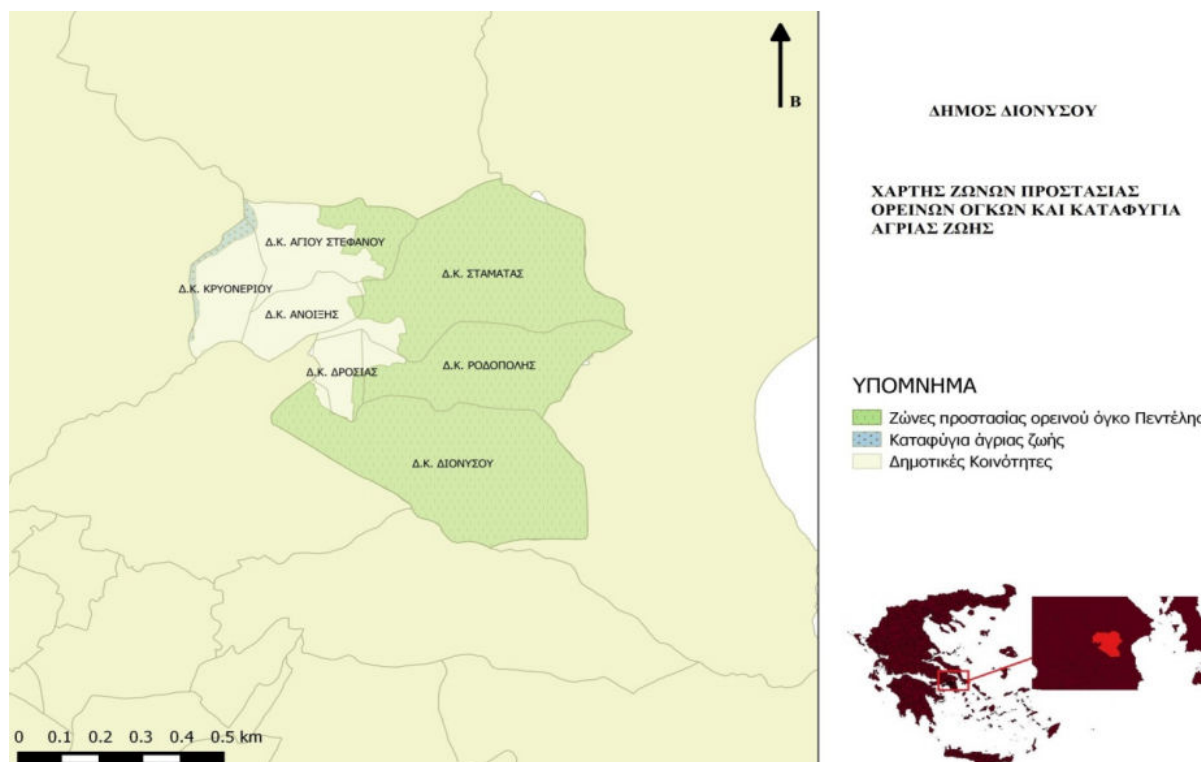 Β
ΔΗΜΟΣ ΔΙΟΝΥΣΟΥ
ΧΑΡΤΗΣ ΖΩΝΩΝ ΠΡΟΣΤΑΣΙΑΣ
ΟΡΕΙΝΩΝ ΟΓΚΩΝ ΚΑΙ ΚΑΤΑΦΥΓΙΑ
ΑΓΡΙΑΣ ΖΩΗΣ
Δ.Κ. ΑΓΙΟΥ ΣΤΕΦΑΝΟΥ
Δ.Κ. ΣΤΑΜΑΤΑΣ
Δ.Κ. ΚΡΥΟΝΕΡΙΟΥ
Δ.Κ. ΑΝΟΙΞΗΣ
Δ.Κ. ΡΟΔΟΠΟΛΗΣ
Δ.Κ. ΔΡΟΣΙΑΣ
Δ.Κ. ΔΙΟΝΥΣΟΥ
ΥΠΟΜΝΗΜΑ
Ζώνες προστασίας ορεινού όγκο Πεντέλης
Καταφύγια άγριας ζωής
Δημοτικές Κοινότητες
0 0.1 0.2 0.3 0.4 0.5 km